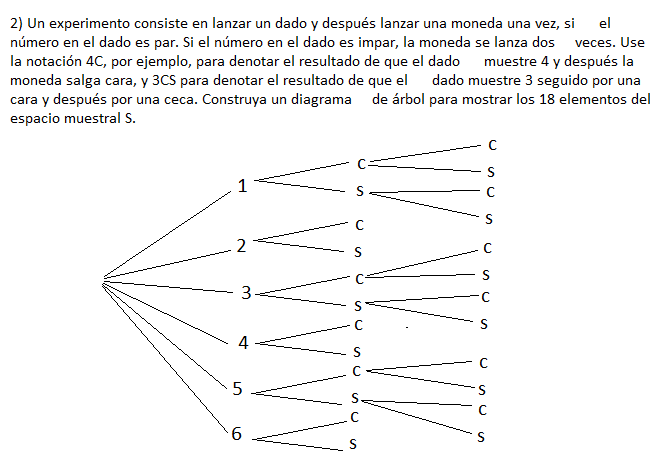 2) Un experimento consiste en lanzar un dado y después lanzar una moneda una vez, si el
número en el dado es par. Si el número en el dado es impar, la moneda se lanza dos veces. Use
la notación 4C, por ejemplo, para denotar el resultado de que el dado muestre 4 y después la
moneda salga cara, y 3CS para denotar el resultado de que el dado muestre 3 seguido por una
cara y después por una ceca. Construya un diagrama de árbol para mostrar los 18 elementos del
espacio muestral S.
C
C
S
1
S
C
S
C
2
S
C
C
S
3
S
C
C
S
4
S
C
C
S
5
S
C
C
S
6
S